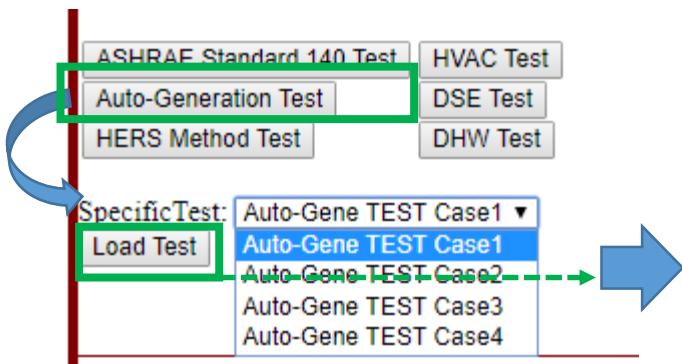 ASHRAE Standard 140 Test HVAC Test
Auto-Generation Test DSE Test
HERS Method Test DHW Test
SpecificTest: Auto-Gene TEST Case1 ▼
Load Test Auto-Gene TEST Case1
Auto-Gene TEST Case2
Auto-Gene TEST Case3
Auto-Gene TEST Case4